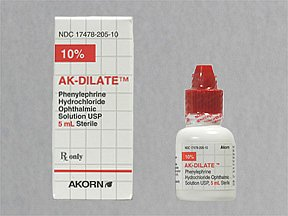 NDC 17478-205-10
10%
AK-DILATE™
Phenylephrine
Hydrochloride
Ophthalmic
Solution USP
5 mL Sterile
Rx only
AKORN
NDC 17478-205-10 Akorn
10%
AK-DILATE™
Phenylephrine
Hydrochloride Ophthalmic
Solution USP, 5 mL Sterile